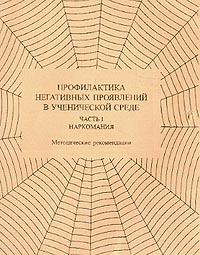 ПРОФИЛАКТИКА
НЕГАТИВНЫХ ПРОЯВЛЕНИЙ
В УЧЕНИЧЕСКОЙ СРЕДЕ
ЧАСТЬ 1
НАРКОМАНИЯ
Методические рекомендации